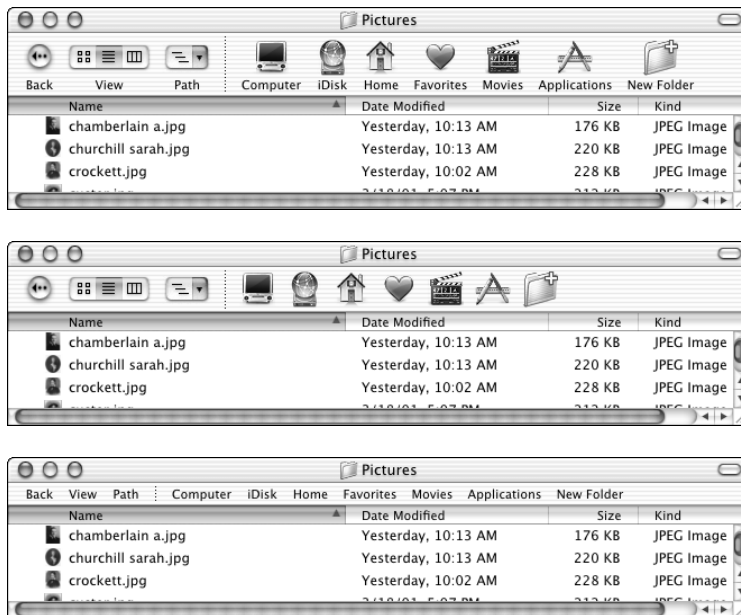 Pictures
Back View Path Computer iDisk Home Favorites Movies Applications New Folder
Name Date Modified Size Kind
chamberlain a.jpg Yesterday, 10:13 AM 176 KB JPEG Image
churchill sarah.jpg Yesterday, 10:13 AM 220 KB JPEG Image
crockett.jpg Yesterday, 10:02 AM 228 KB JPEG Image
Pictures
Name Date Modified Size Kind
chamberlain a.jpg Yesterday, 10:13 AM 176 KB JPEG Image
churchill sarah.jpg Yesterday, 10:13 AM 220 KB JPEG Image
crockett.jpg Yesterday, 10:02 AM 228 KB JPEG Image
Pictures
Back View Path Computer iDisk Home Favorites Movies Applications New Folder
Name Date Modified Size Kind
chamberlain a.jpg Yesterday, 10:13 AM 176 KB JPEG Image
churchill sarah.jpg Yesterday, 10:13 AM 220 KB JPEG Image
crockett.jpg Yesterday, 10:02 AM 228 KB JPEG Image